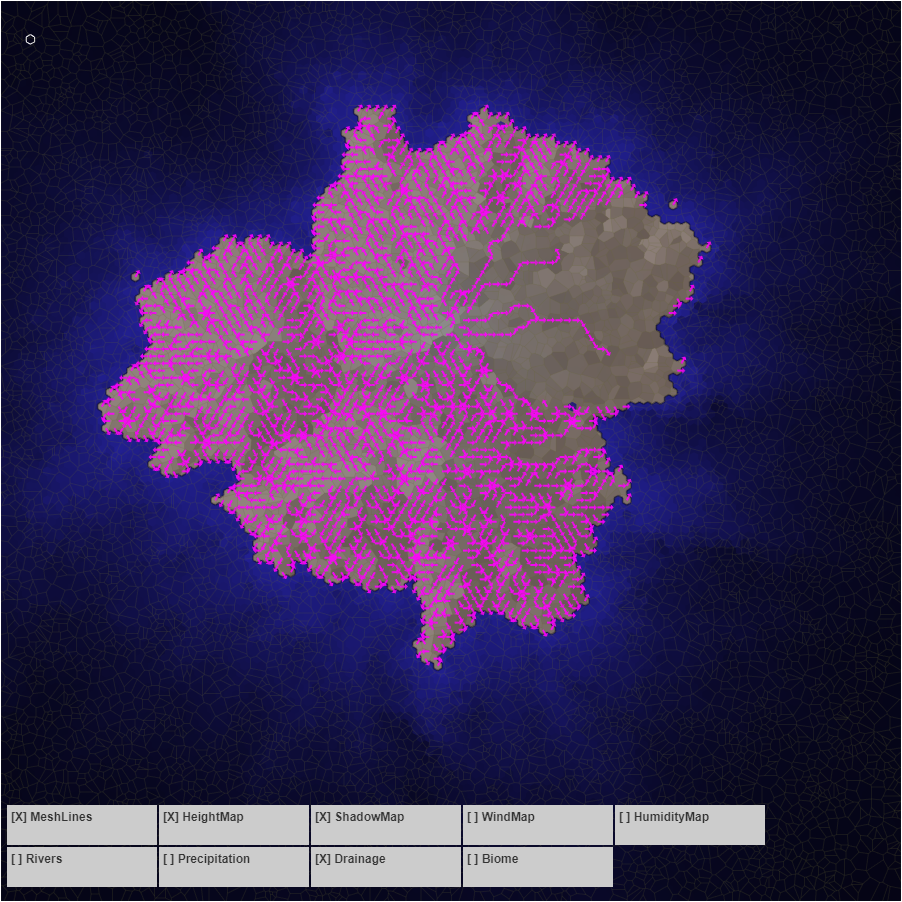 [X] MeshLines
[X] HeightMap
[X] ShadowMap
[ ] WindMap
[ ] HumidityMap
[ ] Rivers
[ ] Precipitation
[X] Drainage
[ ] Biome